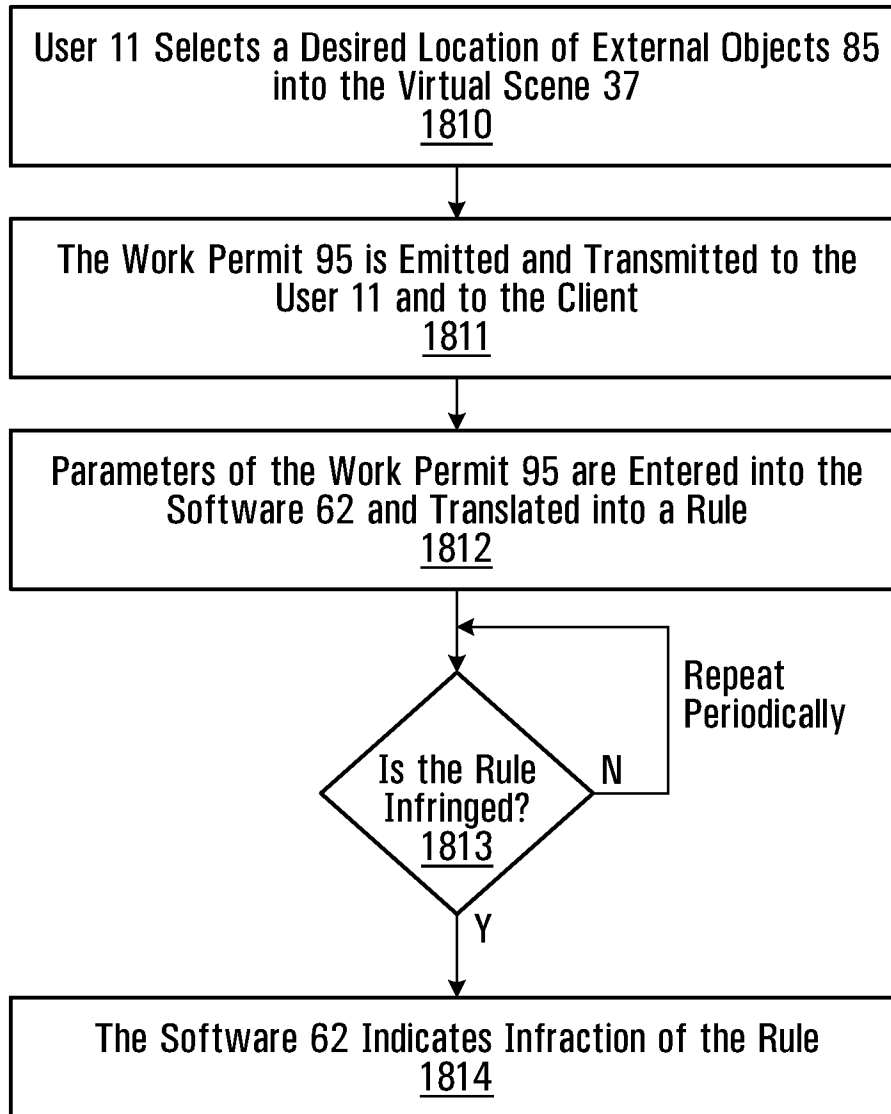 User 11 Selects a Desired Location of External Objects 85
into the Virtual Scene 37
1810
The Work Permit 95 is Emitted and Transmitted to the
User 11 and to the Client
1811
Parameters of the Work Permit 95 are Entered into the
Software 62 and Translated into a Rule
1812
Repeat
Periodically
Is the Rule
Infringed?
1813
N
Y
The Software 62 Indicates Infraction of the Rule
1814